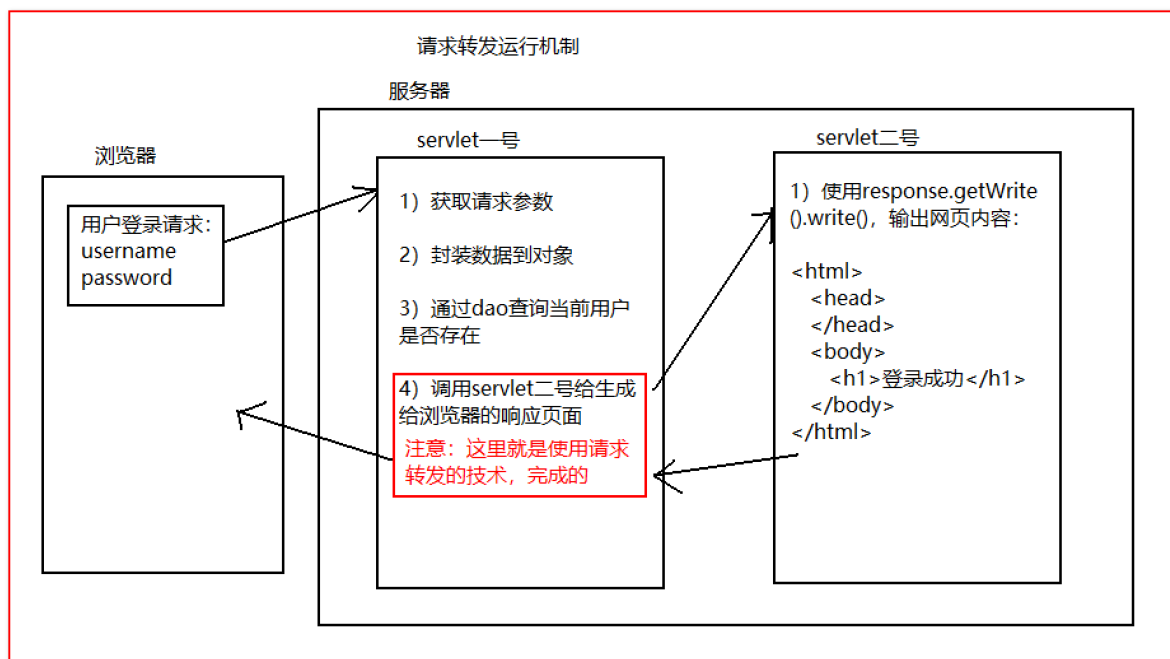 请求转发运行机制
服务器
浏览器
用户登录请求：
username
password
servlet一号
1）获取请求参数
2）封装数据到对象
3）通过dao查询当前用户
是否存在
4）调用servlet二号给生成
给浏览器的响应页面
注意：这里就是使用请求
转发的技术，完成的
servlet二号
1）使用response.getWrite
().write()，输出网页内容：
<html>
<head>
</head>
<body>
<h1>登录成功</h1>
</body>
</html>